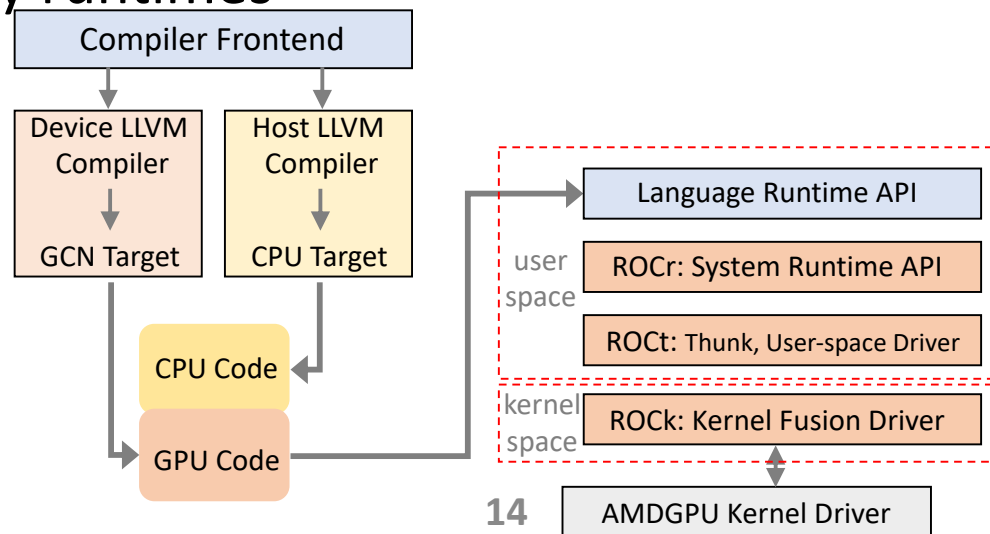 y runtimes
Compiler Frontend
Device LLVM
Compiler
GCN Target
Host LLVM
Compiler
CPU Target
CPU Code
GPU Code
user
space
Language Runtime API
ROCr: System Runtime API
ROCt: Thunk, User-space Driver
kernel
space
ROCk: Kernel Fusion Driver
AMDGPU Kernel Driver
14